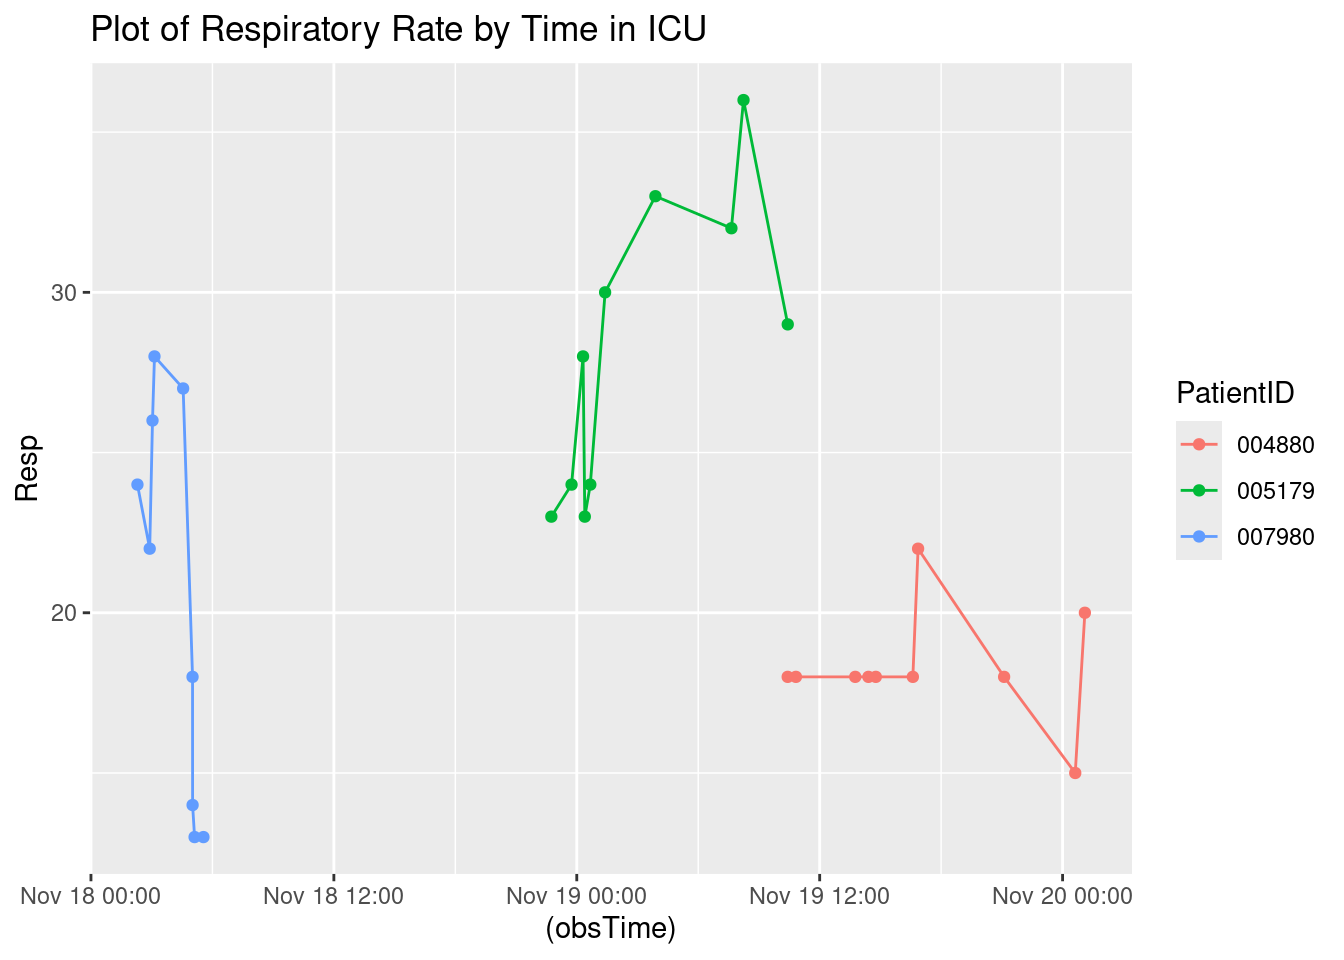 Plot of Respiratory Rate by Time in ICU
30
20
Resp
Nov 18 00:00
Nov 18 12:00
Nov 19 00:00
Nov 19 12:00
Nov 20 00:00
(obsTime)
PatientID
004880
005179
007980